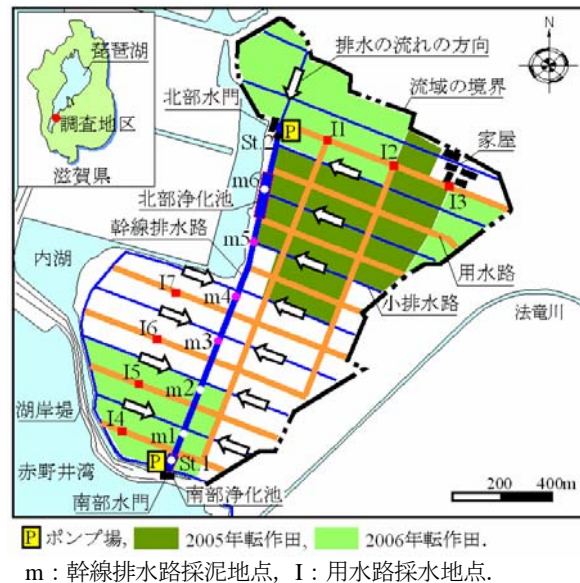 琵琶湖
調査地区
滋賀県
排水の流れの方向
北部水門
流域の境界
N
St.2
P
I1
I2
家屋
I3
m6
北部浄化池
幹線排水路
m5
用水路
内湖
I7
m4
小排水路
法竜川
I6
m3
I5
m2
湖岸堤
I4
m1
赤野井湾
P
St.1
南部水門
南部浄化池
0 200 400m
P ポンプ場, 2005年転作田, 2006年転作田.
m:幹線排水路採泥地点, I:用水路採水地点.